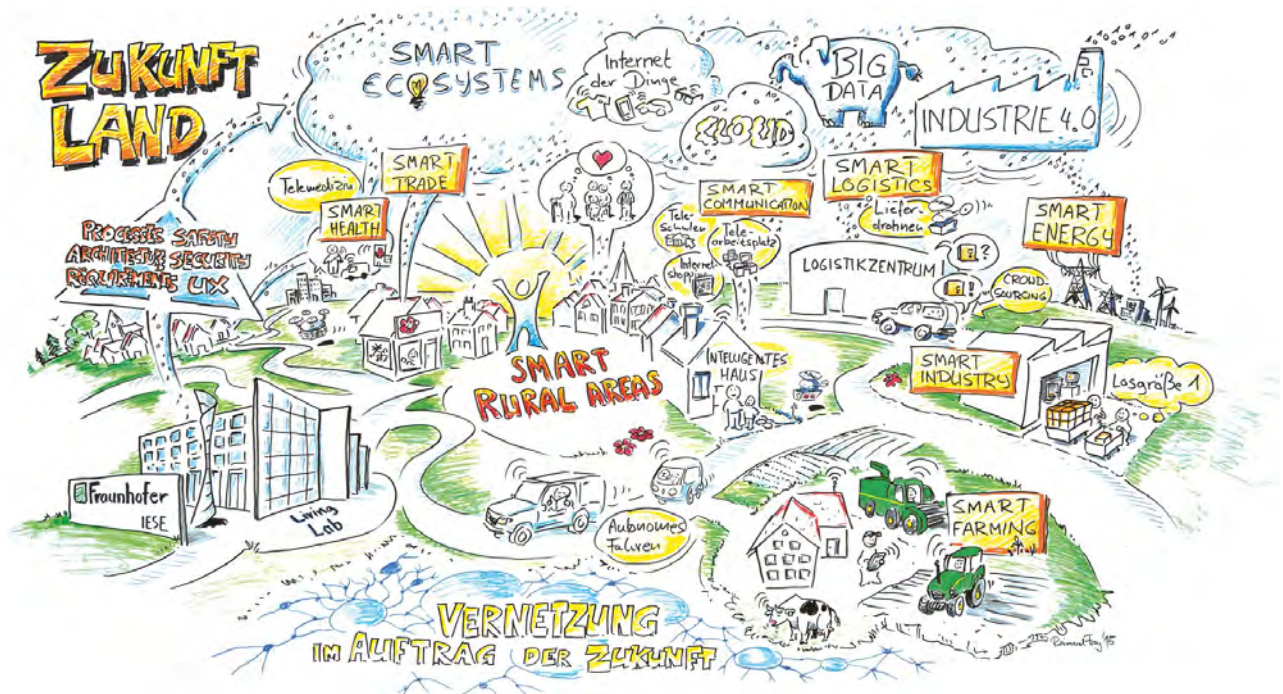 ZUKUNFT
LAND
SMART
ECOSYSTEMS
Internet
der Dinge
BIG
DATA
CLOUD
INDUSTRIE 4.0
Telemedizin
SMART
TRADE
SMART
HEALTH
SMART
COMMUNICATION
SMART
LOGISTICS
Liefer-
drohnen
SMART
ENERGY
Tele-
Schulen
Tele-
arbeitsplatz
Internet
shopping
LOGISTIKZENTRUM
?
?
CROWD-
SOURCING
PROCESSES SAFETY
ARCHITECTURE SECURITY
REQUIREMENTS UX
SMART
RURAL AREAS
INTELLIGENTES
HAUS
SMART
INDUSTRY
Losgröße 1
Fraunhofer
IESE
Living
Lab
Autonomes
Fahren
SMART
FARMING
VERNETZUNG
IM AUFTRAG DER ZUKUNFT